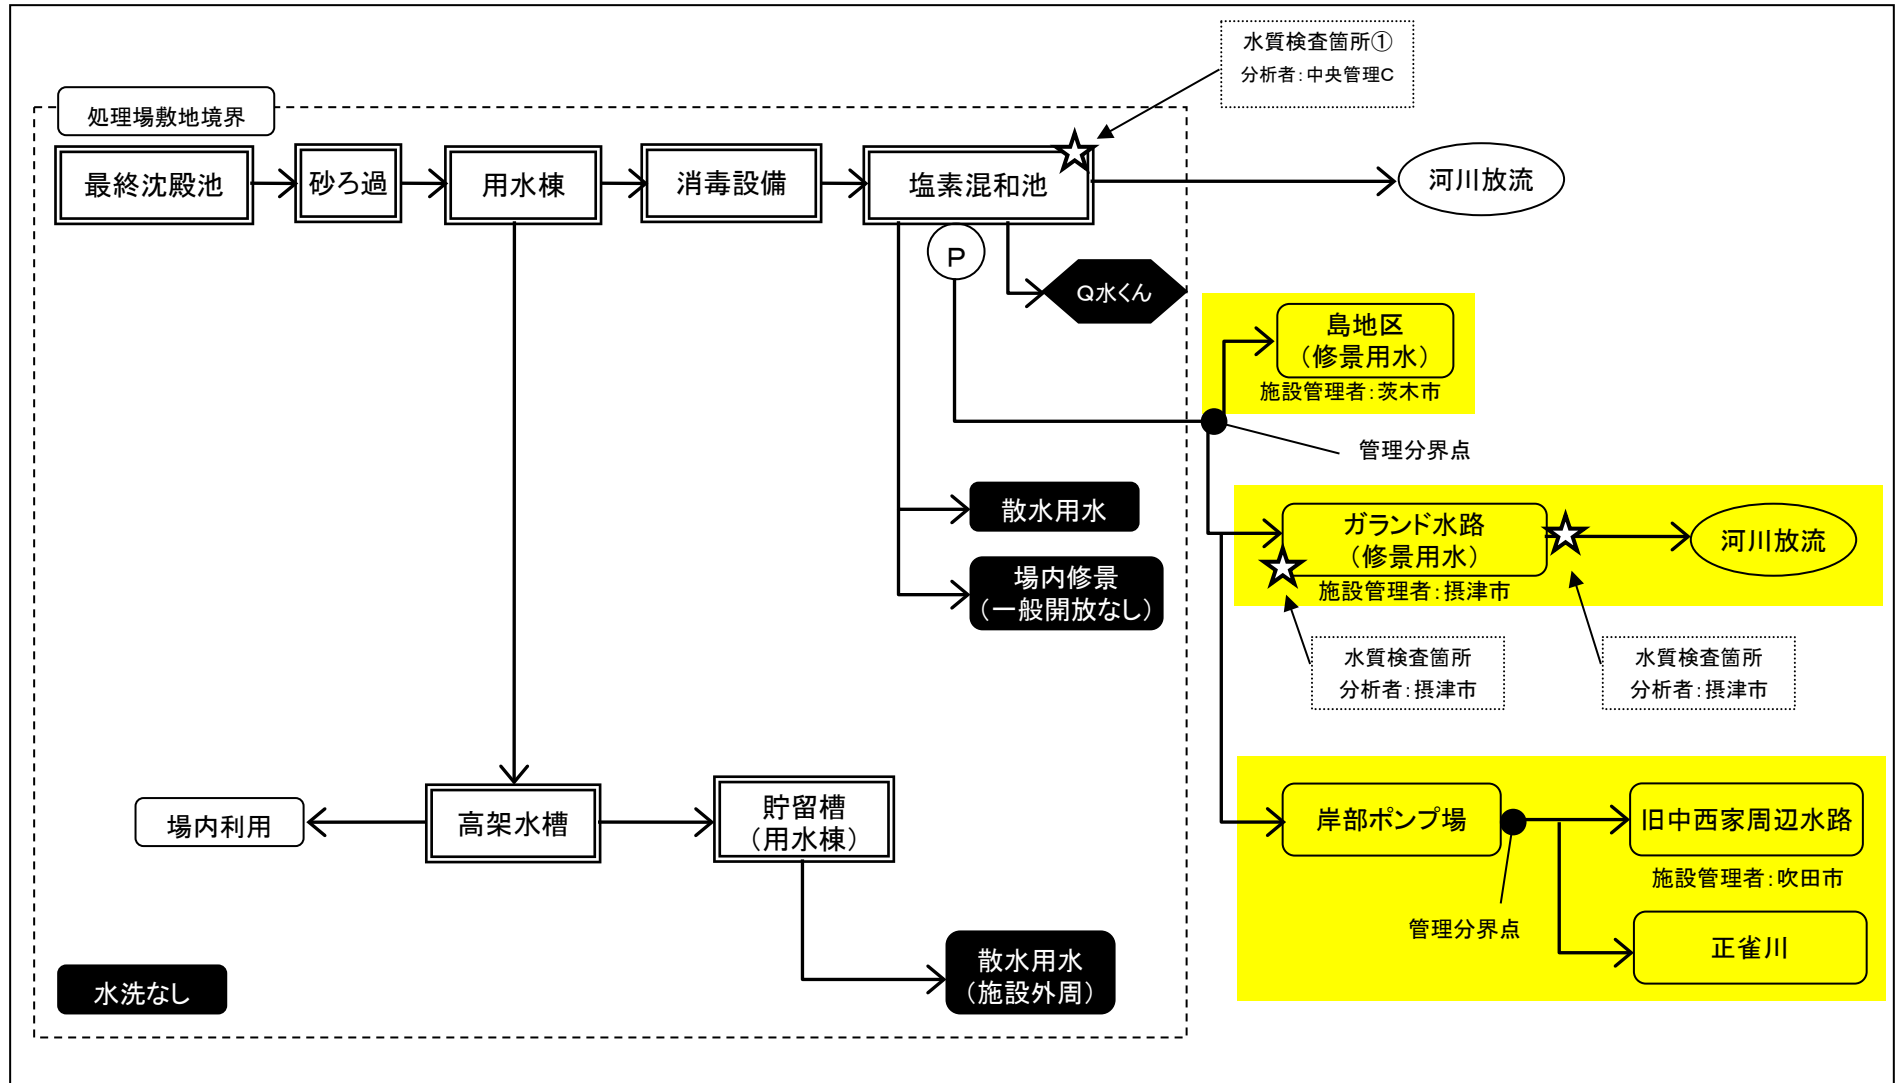 水質検査箇所①
分析者：中央管理C
処理場敷地境界
最終沈殿池
砂ろ過
用水棟
消毒設備
塩素混和池
河川放流
P
Q水くん
島地区
（修景用水）
施設管理者：茨木市
管理分界点
散水用水
ガランド水路
（修景用水）
施設管理者：摂津市
河川放流
場内修景
（一般開放なし）
水質検査箇所
分析者：摂津市
水質検査箇所
分析者：摂津市
場内利用
高架水槽
貯留槽
（用水棟）
岸部ポンプ場
旧中西家周辺水路
施設管理者：吹田市
管理分界点
正雀川
散水用水
（施設外周）
水洗なし